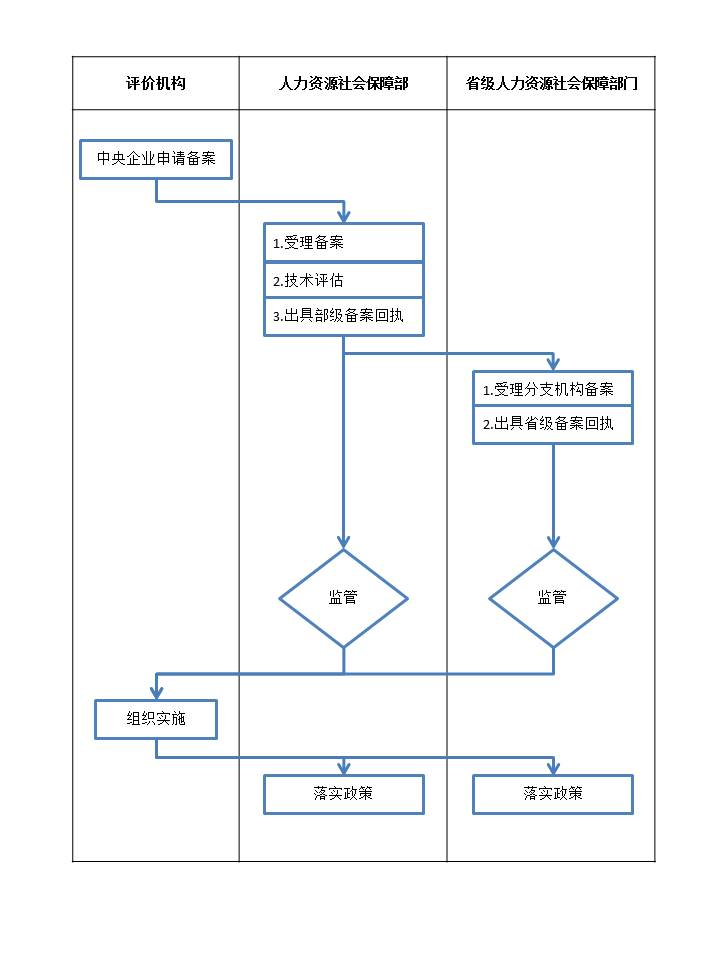 评价机构
人力资源社会保障部
省级人力资源社会保障部门
中央企业申请备案
1.受理备案
2.技术评估
3.出具部级备案回执
1.受理分支机构备案
2.出具省级备案回执
监管
监管
组织实施
落实政策
落实政策